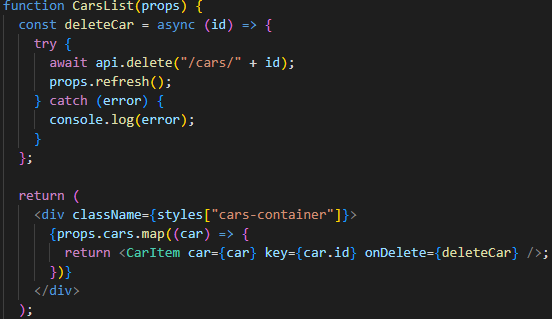 function CarsList(props) {
  const deleteCar = async (id) => {
    try {
      await api.delete("/cars/" + id);
      props.refresh();
    } catch (error) {
      console.log(error);
    }
  };

  return (
    <div className={styles["cars-container"]}>
      {props.cars.map((car) => {
        return <CarItem car={car} key={car.id} onDelete={deleteCar} />;
      })}
    </div>
  );